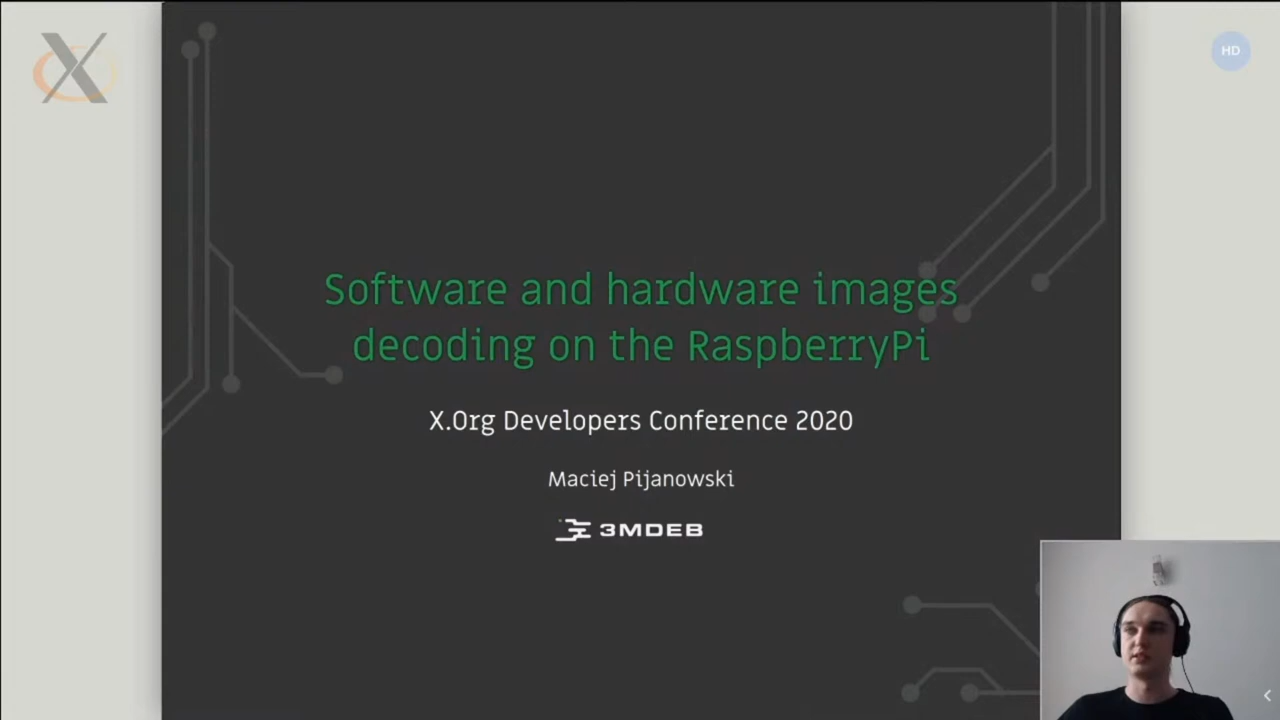 X
HD
Software and hardware images
decoding on the RaspberryPi
X.Org Developers Conference 2020
Maciej Pijanowski
3MDEB